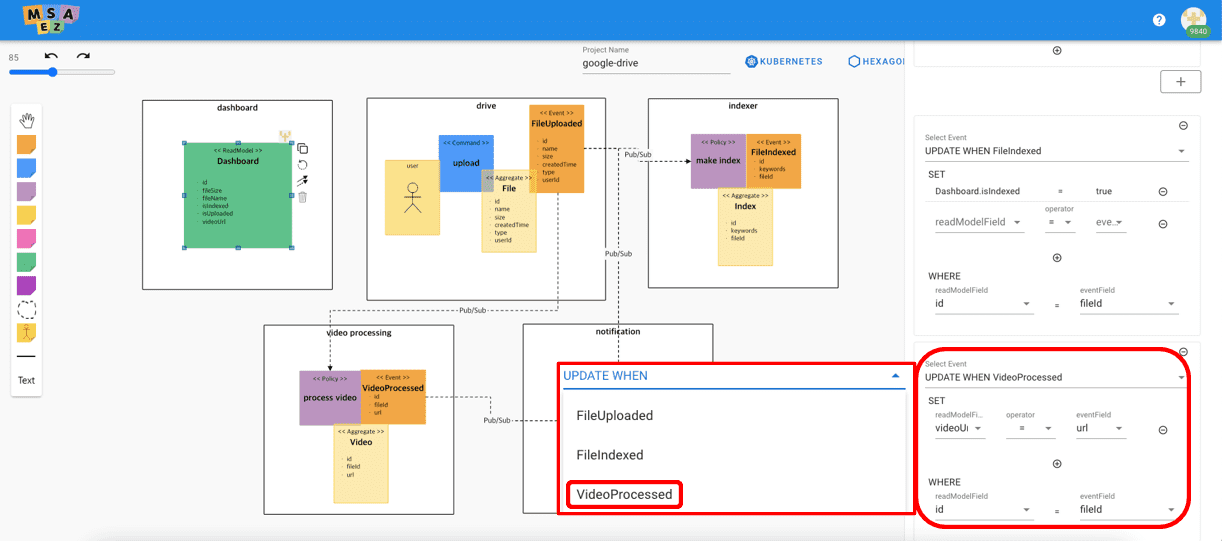 MSA
EZ
9840
85
Project Name
google-drive
KUBERNETES
HEXAGO
dashboard
<< ReadModel >>
Dashboard
id
fileSize
fileName
isIndexed
isUploaded
videoUrl
drive
user
<< Command >>
upload
<< Event >>
FileUploaded
id
name
size
createdTime
type
userId
<< Aggregate >>
File
id
name
size
createdTime
type
userId
Pub/Sub
indexer
<< Policy >>
make index
<< Event >>
FileIndexed
id
keywords
fileId
<< Aggregate >>
Index
id
keywords
fileId
Pub/Sub
Pub/Sub
video processing
<< Policy >>
process video
<< Event >>
VideoProcessed
id
fileId
url
<< Aggregate >>
Video
id
fileId
url
Pub/Sub
notification
UPDATE WHEN
FileUploaded
FileIndexed
VideoProcessed
Text
+
Select Event
UPDATE WHEN FileIndexed
SET
Dashboard.isIndexed = true
operator
readModelField = eve...
WHERE
readModelField eventField
id = fileId
Select Event
UPDATE WHEN VideoProcessed
SET
readModelFi... operator eventField
videoU = url
WHERE
readModelField eventField
id = fileId